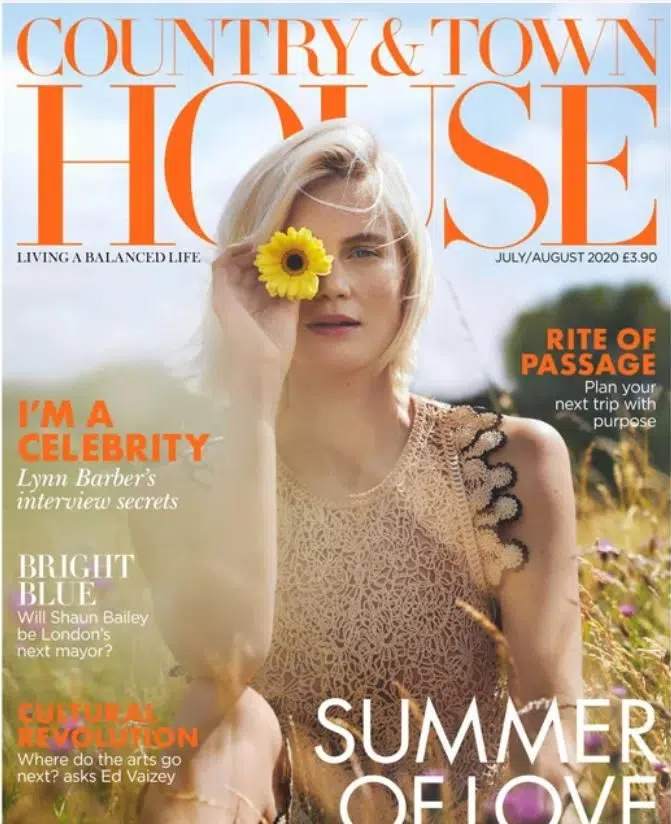 COUNTRY & TOWN
HOUSE
LIVING A BALANCED LIFE
JULY/AUGUST 2020 £3.90
RITE OF
PASSAGE
Plan your
next trip with
purpose
I'M A
CELEBRITY
Lynn Barber's
interview secrets
BRIGHT
BLUE
Will Shaun Bailey
be London's
next mayor?
CULTURAL
REVOLUTION
Where do the arts go
next? asks Ed Vaizey
SUMMER
OF LOVE